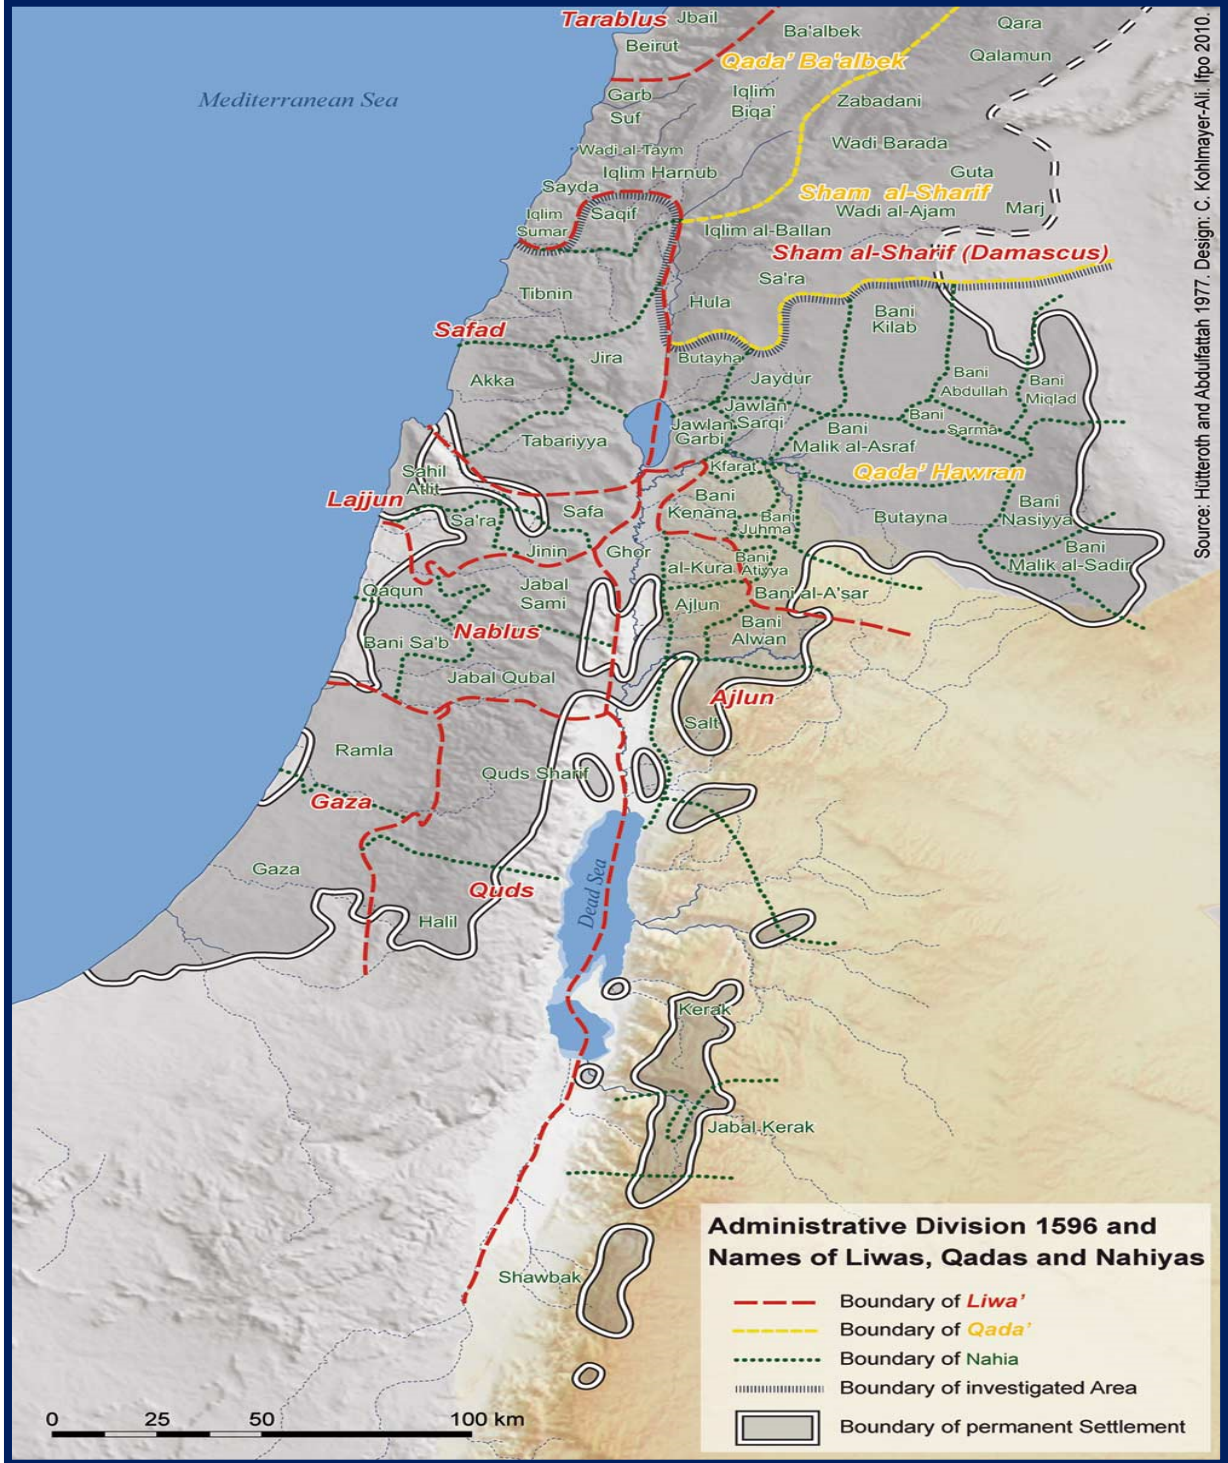 Tarablus
Jbail
Beirut
Ba'albek
Qara
Qalamun
Qada' Ba'albek
Mediterranean Sea
Garb
Suf
Iqlim
Biqa'
Zabadani
Wadi al-Taym
Wadi Barada
Iqlim Harnub
Guta
Sayda
Sham al-Sharif
Iqlim
Sumar
Saqif
Wadi al-Ajam
Marj
Iqlim al-Ballan
Sham al-Sharif (Damascus)
Sa'ra
Tibnin
Hula
Bani
Kilab
Safad
Jira
Butayha
Akka
Jaydur
Bani
Abdullah
Bani
Miqlad
Jawlan
Sarqi
Jawlan
Garbi
Bani
Sarma
Tabariyya
Bani
Malik al-Asraf
Sahil
Atlit
Kfarat
Qada' Hawran
Lajjun
Bani
Kenana
Bani
Juhma
Sa'ra
Safa
Butayna
Bani
Nasiyya
Jinin
Ghor
al-Kura
Bani
Atiyya
Bani
Malik al-Sadir
Qaqun
Jabal
Sami
Ajlun
Bani al-A'sar
Nablus
Bani Sa'b
Bani
Alwan
Jabal Qubal
Ajlun
Salt
Ramla
Quds Sharif
Gaza
Gaza
Dead Sea
Quds
Halil
Kerak
Jabal Kerak
Shawbak
Administrative Division 1596 and
Names of Liwas, Qadas and Nahiyas
Boundary of Liwa'
Boundary of Qada'
Boundary of Nahia
Boundary of investigated Area
Boundary of permanent Settlement
0 25 50 100 km
Source: Hütteroth and Abdulfattah 1977. Design: C. Kohlmayer-Ali. Ifpo 2010.